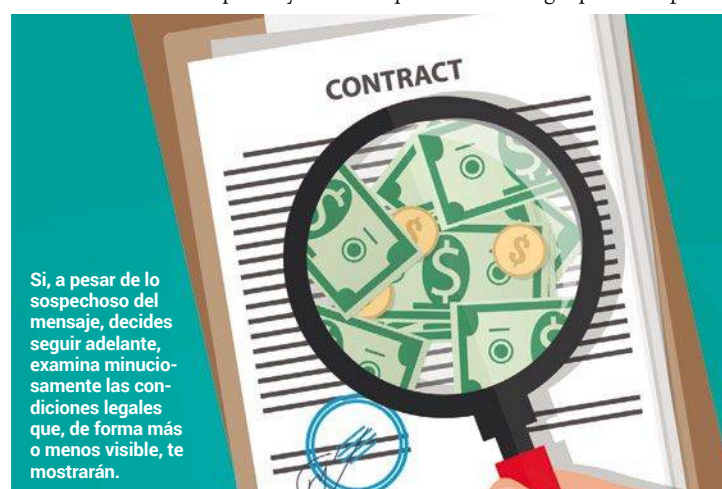 CONTRACT
Si, a pesar de lo
sospechoso del
mensaje, decides
seguir adelante,
examina minucio-
samente las con-
diciones legales
que, de forma más
o menos visible, te
mostrarán.